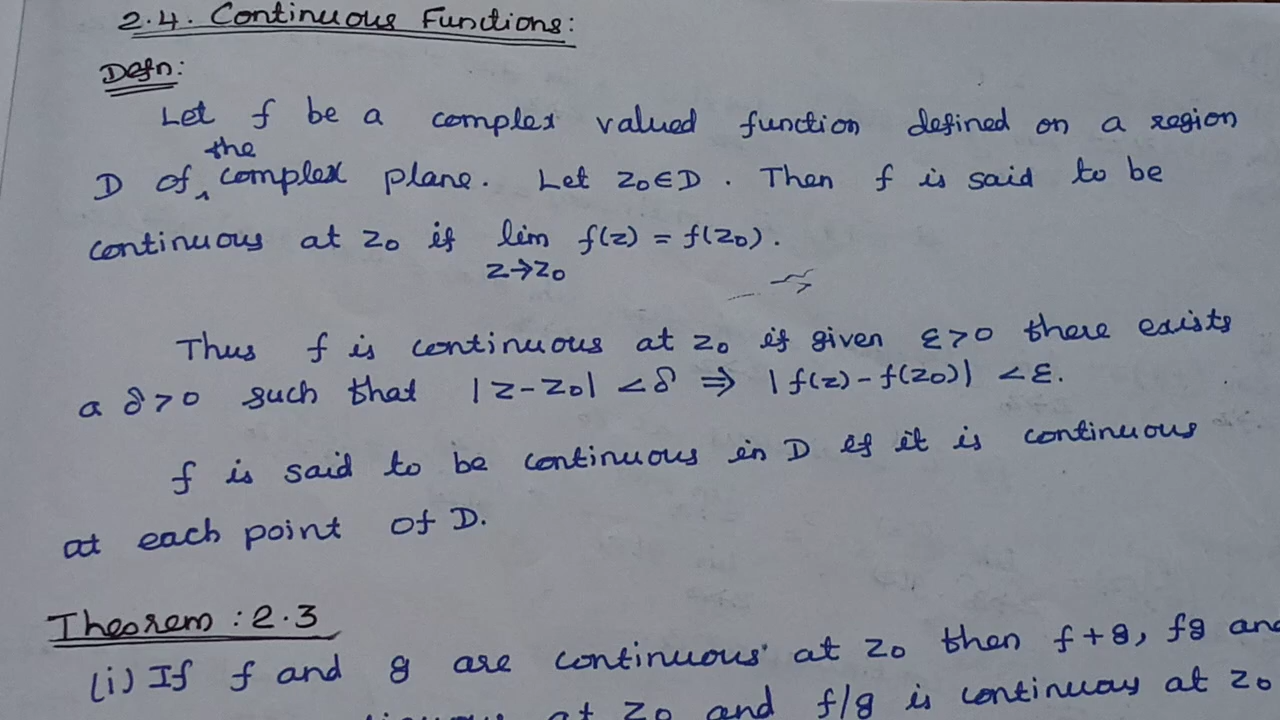 2.4. Continuous Functions:
Defn:
Let f be a complex valued function defined on a region
D of the complex plane. Let z₀∈D. Then f is said to be
continuous at z₀ if lim f(z) = f(z₀).
z→z₀
Thus f is continuous at z₀ if given ε>0 there exists
a δ>0 such that |z-z₀| <δ ⇒ |f(z)-f(z₀)| <ε.
f is said to be continuous in D if it is continuous
at each point of D.
Theorem : 2.3
(i) If f and g are continuous at z₀ then f+g, fg and
at z₀ and f/g is continuous at z₀